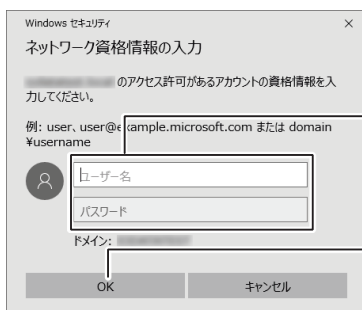 Windows セキュリティ
ネットワーク資格情報の入力
のアクセス許可があるアカウントの資格情報を入
力してください。
例: user、user@example.microsoft.com または domain
¥username
ユーザー名
パスワード
ドメイン:
OK
キャンセル